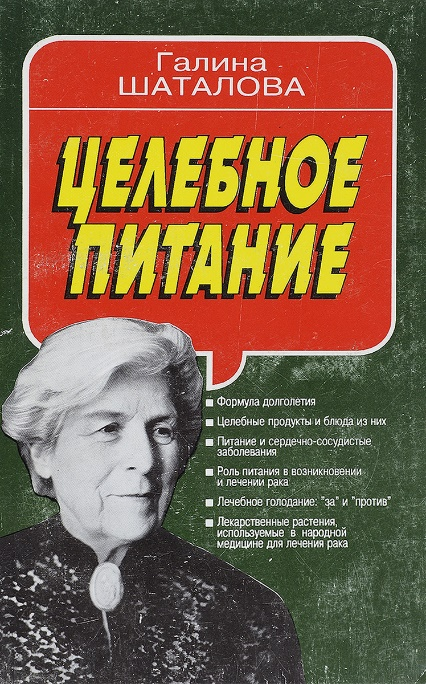 Галина
ШАТАЛОВА
ЦЕЛЕБНОЕ
ПИТАНИЕ
Формула долголетия
Целебные продукты и блюда из них
Питание и сердечно-сосудистые
заболевания
Роль питания в возникновении
и лечении рака
Лечебное голодание: "за" и "против"
Лекарственные растения,
используемые в народной
медицине для лечения рака